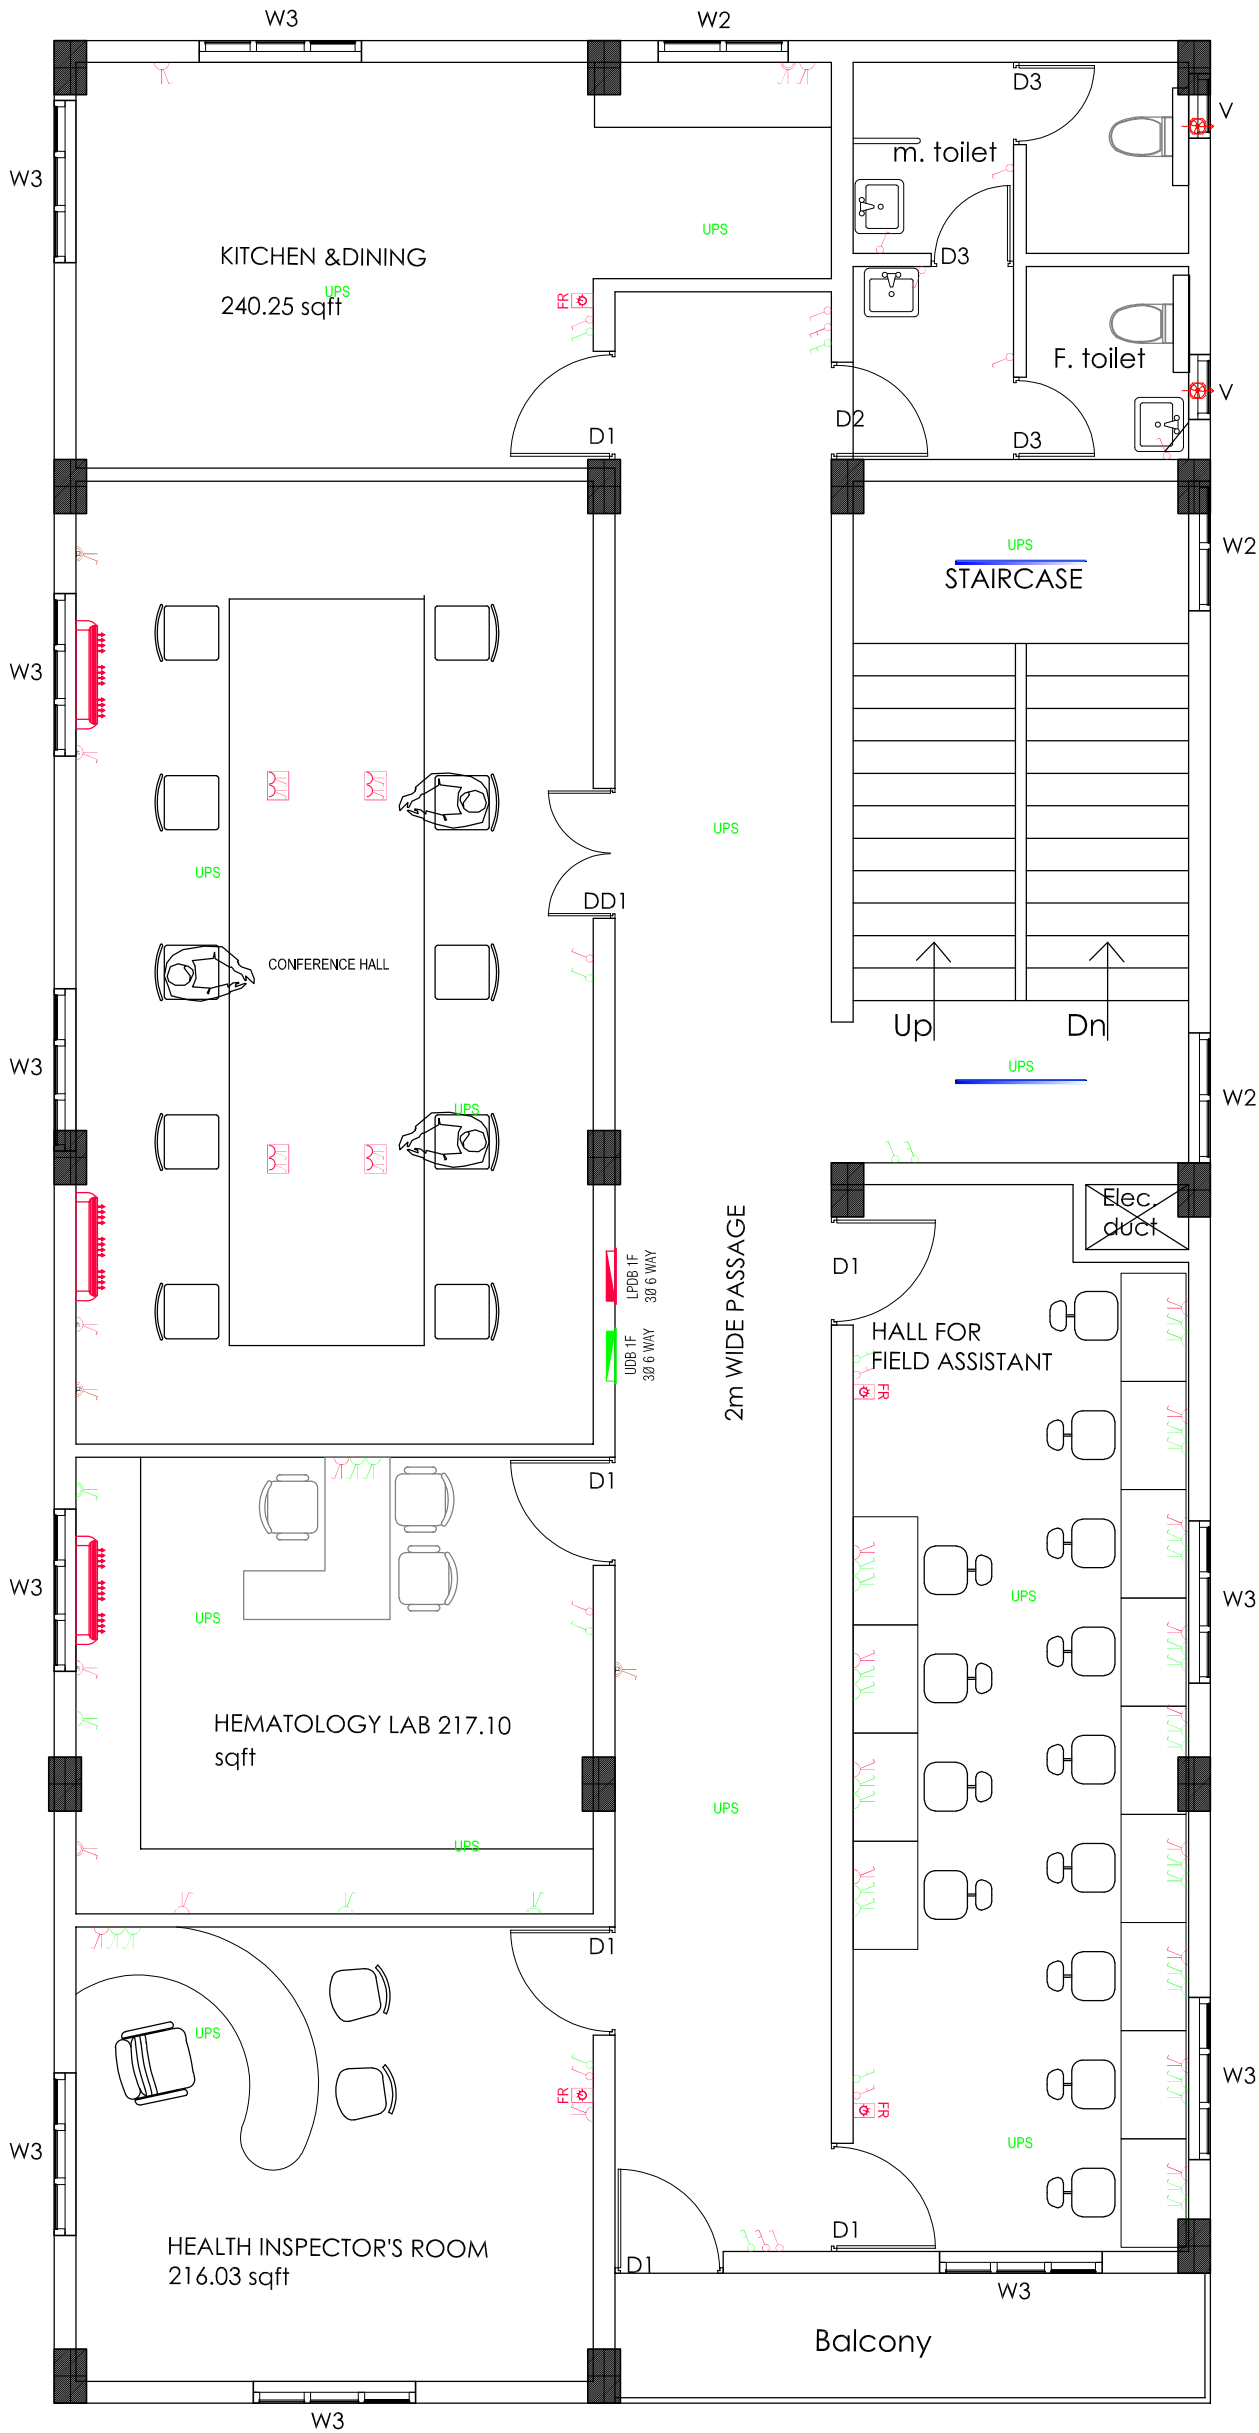 W3
W2
D3
V
m. toilet
W3
UPS
KITCHEN &DINING
D3
UPS
240.25 sqft
FR
F. toilet
V
D1
D2
D3
UPS
W2
STAIRCASE
W3
UPS
UPS
DD1
CONFERENCE HALL
Up
Dn
W3
UPS
W2
UPS
Elec.
duct
2m WIDE PASSAGE
LPDB 1F
3Ø 6 WAY
D1
UDB 1F
3Ø 6 WAY
HALL FOR
FIELD ASSISTANT
FR
D1
W3
UPS
W3
UPS
HEMATOLOGY LAB 217.10
sqft
UPS
UPS
D1
UPS
W3
FR
FR
UPS
W3
D1
HEALTH INSPECTOR'S ROOM
D1
216.03 sqft
W3
Balcony
W3